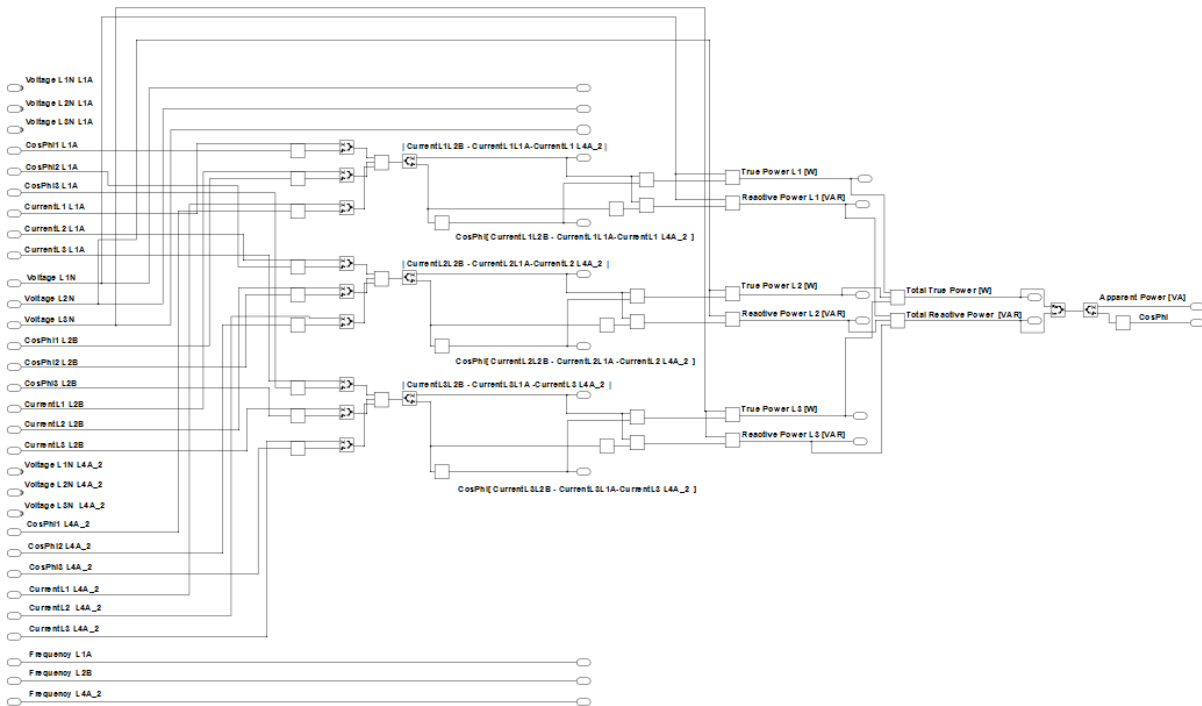 Voltage L1N L1A
Voltage L2N L1A
Voltage L3N L1A
CosPhi1 L1A
CosPhi2 L1A
CosPhi3 L1A
CurrentL1 L1A
CurrentL2 L1A
CurrentL3 L1A
Voltage L1N
Voltage L2N
Voltage L3N
CosPhi1 L2B
CosPhi2 L2B
CosPhi3 L2B
CurrentL1 L2B
CurrentL2 L2B
CurrentL3 L2B
Voltage L1N L4A_2
Voltage L2N L4A_2
Voltage L3N L4A_2
CosPhi1 L4A_2
CosPhi2 L4A_2
CosPhi3 L4A_2
CurrentL1 L4A_2
CurrentL2 L4A_2
CurrentL3 L4A_2
Frequency L1A
Frequency L2B
Frequency L4A_2
| CurrentL1L2B - CurrentL1L1A-CurrentL1 L4A_2 |
CosPhi[ CurrentL1L2B - CurrentL1L1A-CurrentL1 L4A_2 ]
| CurrentL2L2B - CurrentL2L1A-CurrentL2 L4A_2 |
CosPhi[ CurrentL2L2B - CurrentL2L1A -CurrentL2 L4A_2 ]
| CurrentL3L2B - CurrentL3L1A -CurrentL3 L4A_2 |
CosPhi[ CurrentL3L2B - CurrentL3L1A-CurrentL3 L4A_2 ]
True Power L1 [W]
Reactive Power L1 [VAR]
True Power L2 [W]
Reactive Power L2 [VAR]
True Power L3 [W]
Reactive Power L3 [VAR]
Total True Power [W]
Total Reactive Power [VAR]
Apparent Power [VA]
CosPhi